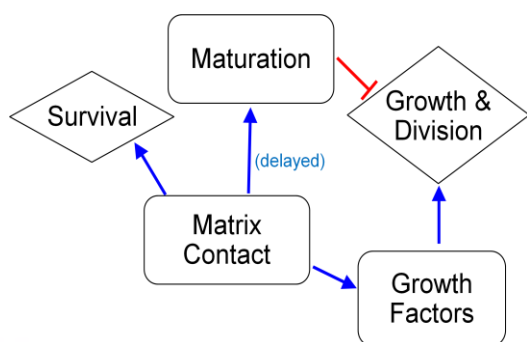 Maturation
Growth &
Division
Survival
(delayed)
Matrix
Contact
Growth
Factors